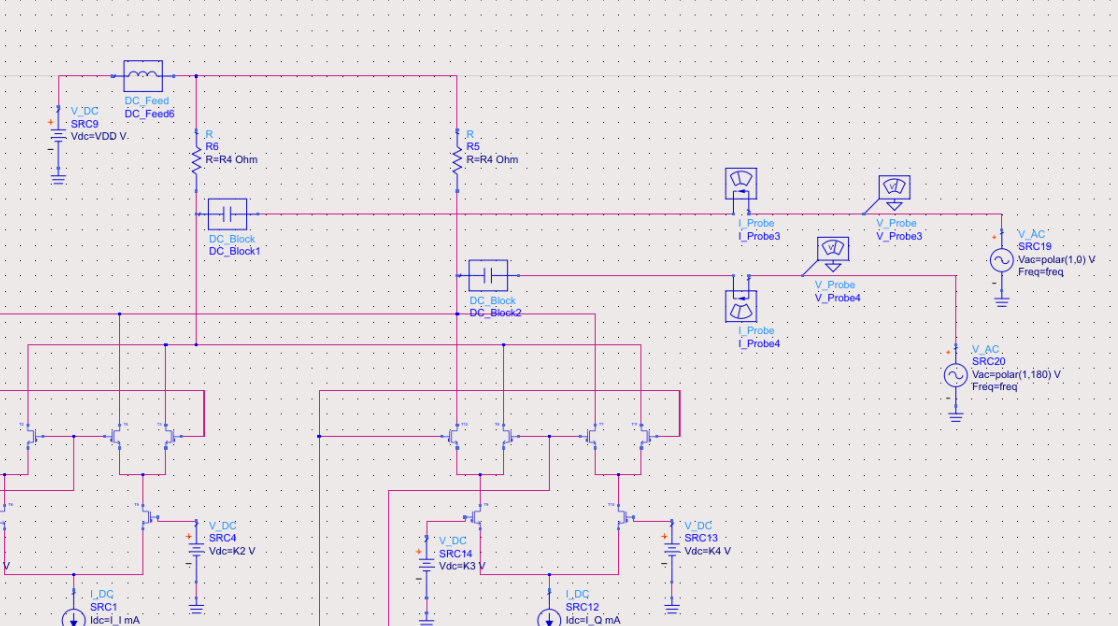 DC_Feed
DC_Feed6
V_DC
SRC9
Vdc=VDD V
R
R6
R=R4 Ohm
R
R5
R=R4 Ohm
DC_Block
DC_Block1
I_Probe
I_Probe3
V
V_Probe
V_Probe3
V_AC
SRC19
Vac=polar(1,0) V
Freq=freq
DC_Block
DC_Block2
V
V_Probe
V_Probe4
I_Probe
I_Probe4
V_AC
SRC20
Vac=polar(1,180) V
Freq=freq
V_DC
SRC4
Vdc=K2 V
V_DC
SRC14
Vdc=K3 V
V_DC
SRC13
Vdc=K4 V
V
I_DC
SRC1
Idc=I_I mA
I_DC
SRC12
Idc=I_Q mA